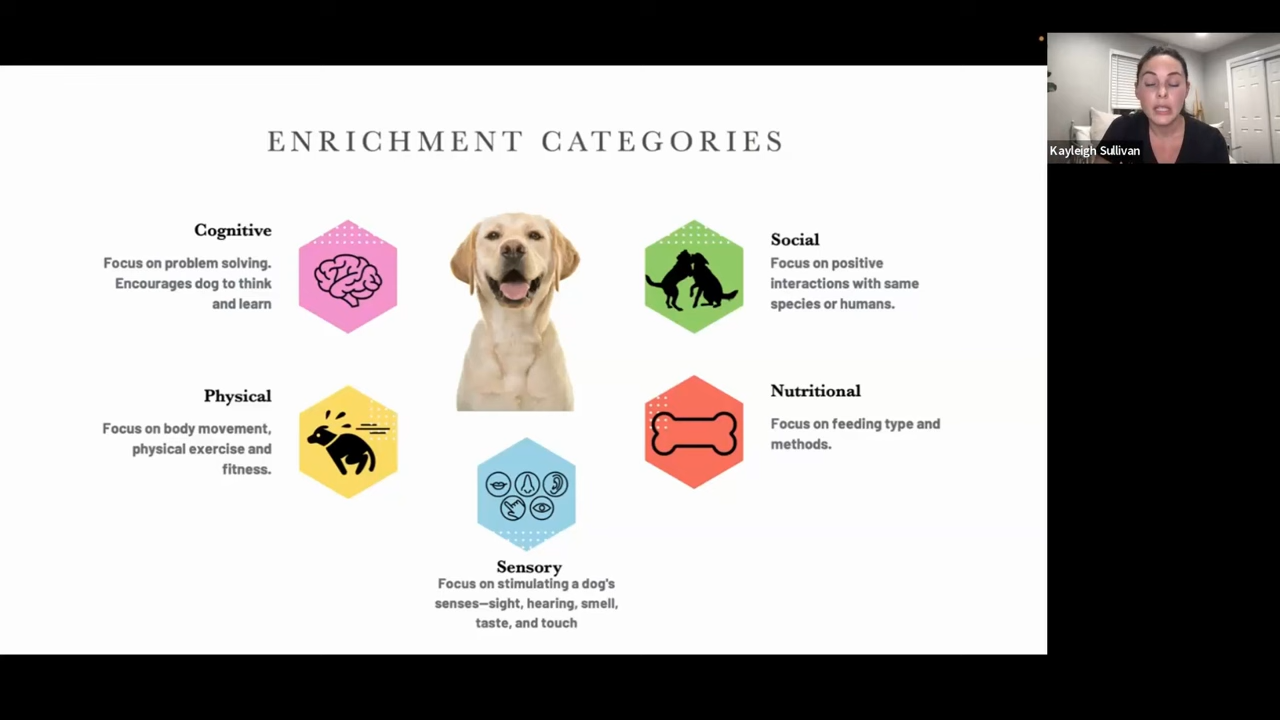 ENRICHMENT CATEGORIES
Cognitive
Focus on problem solving.
Encourages dog to think
and learn
Physical
Focus on body movement,
physical exercise and
fitness.
Sensory
Focus on stimulating a dog's
senses—sight, hearing, smell,
taste, and touch
Social
Focus on positive
interactions with same
species or humans.
Nutritional
Focus on feeding type and
methods.
Kayleigh Sullivan